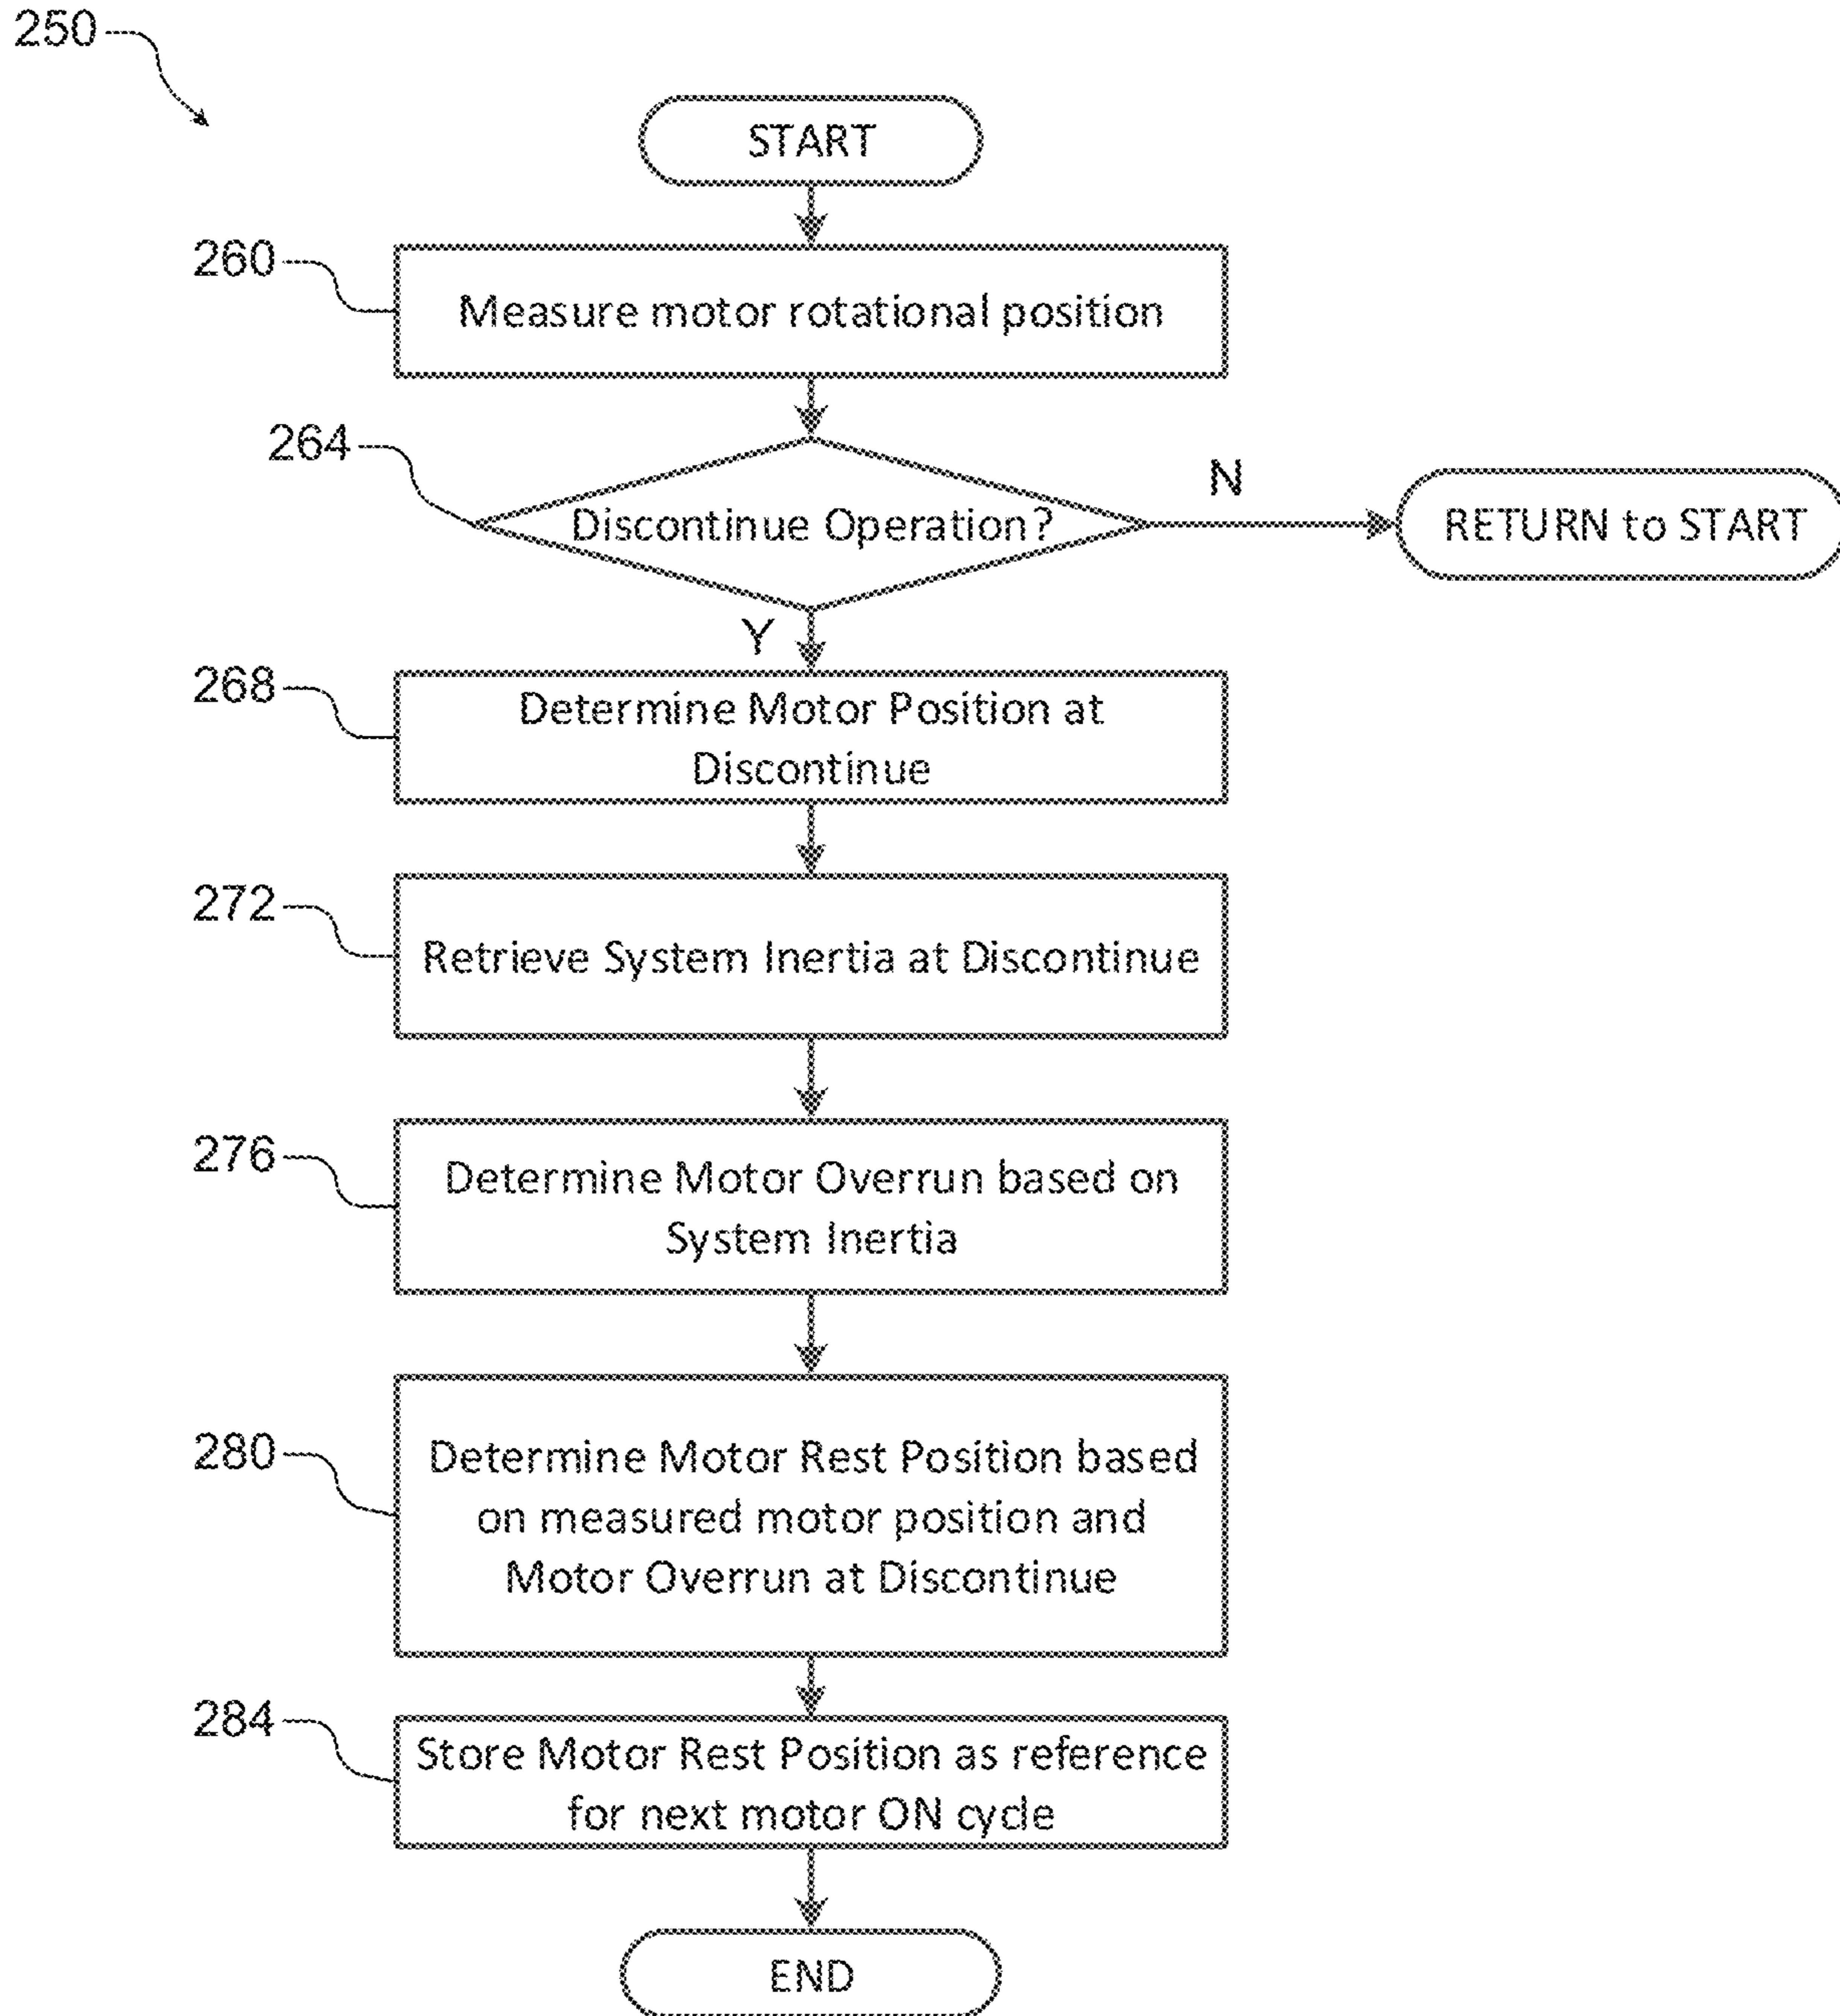 250
START
260
Measure motor rotational position
264
Discontinue Operation?
N
RETURN to START
Y
268
Determine Motor Position at
Discontinue
272
Retrieve System Inertia at Discontinue
276
Determine Motor Overrun based on
System Inertia
280
Determine Motor Rest Position based
on measured motor position and
Motor Overrun at Discontinue
284
Store Motor Rest Position as reference
for next motor ON cycle
END